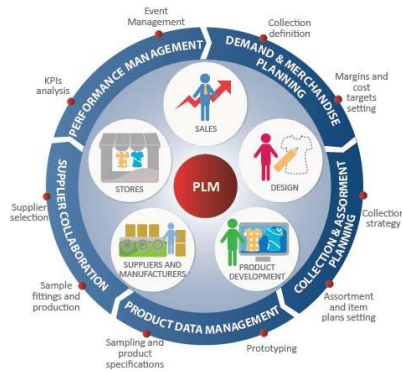 Event
Management
Collection
definition
KPIs
analysis
PERFORMANCE MANAGEMENT
DEMAND & MERCHANDISE
PLANNING
Margins and
cost
targets
setting
SALES
STORES
DESIGN
PLM
Supplier
selection
SUPPLIER COLLABORATION
COLLECTION & ASSORMENT
PLANNING
Collection
strategy
SUPPLIERS AND
MANUFACTURERS
PRODUCT
DEVELOPMENT
Sample
fittings and
production
PRODUCT DATA MANAGEMENT
Assortment
and item
plans setting
Sampling and
product
specifications
Prototyping